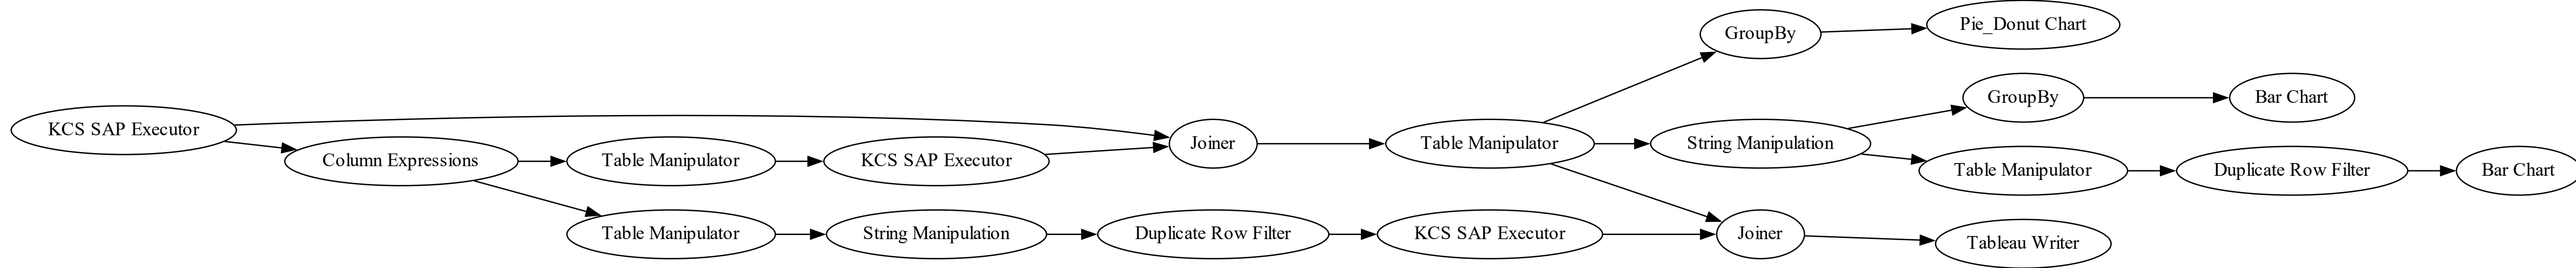 KCS SAP Executor
Column Expressions
Table Manipulator
KCS SAP Executor
Table Manipulator
String Manipulation
Duplicate Row Filter
KCS SAP Executor
Joiner
Table Manipulator
GroupBy
Pie_Donut Chart
String Manipulation
GroupBy
Bar Chart
Table Manipulator
Duplicate Row Filter
Bar Chart
Joiner
Tableau Writer